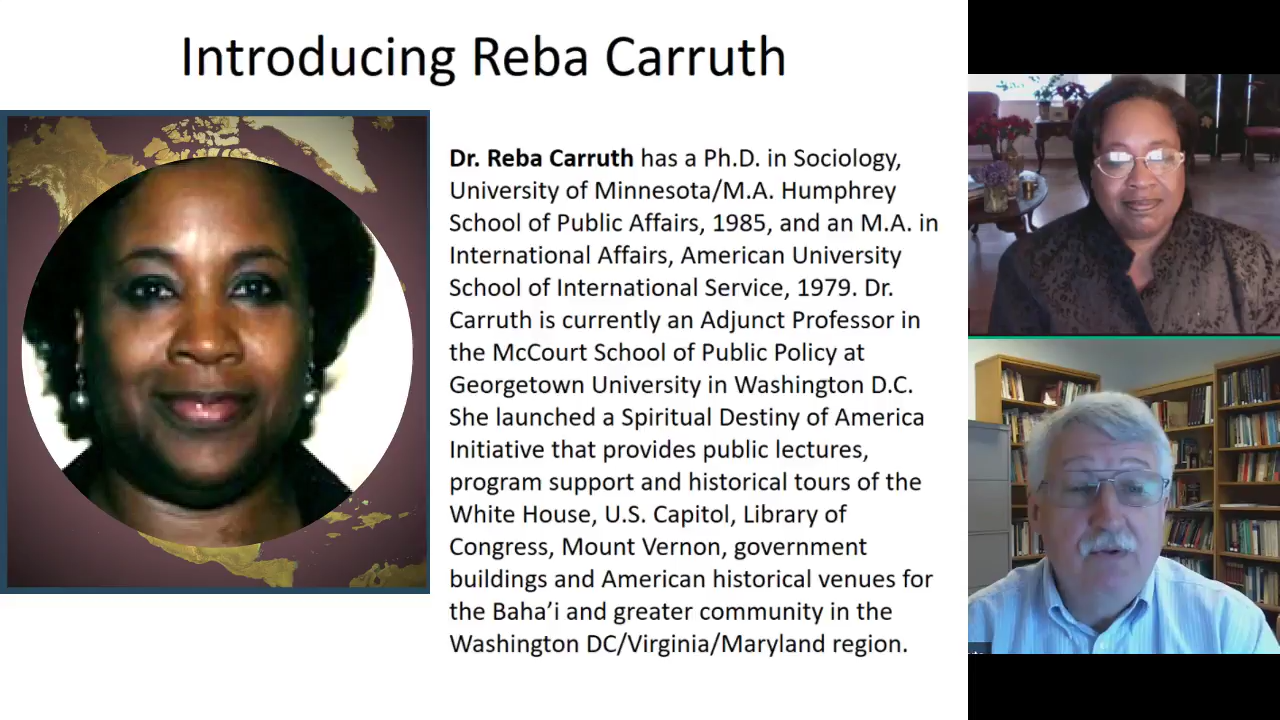 Introducing Reba Carruth
Dr. Reba Carruth has a Ph.D. in Sociology,
University of Minnesota/M.A. Humphrey
School of Public Affairs, 1985, and an M.A. in
International Affairs, American University
School of International Service, 1979. Dr.
Carruth is currently an Adjunct Professor in
the McCourt School of Public Policy at
Georgetown University in Washington D.C.
She launched a Spiritual Destiny of America
Initiative that provides public lectures,
program support and historical tours of the
White House, U.S. Capitol, Library of
Congress, Mount Vernon, government
buildings and American historical venues for
the Baha’i and greater community in the
Washington DC/Virginia/Maryland region.